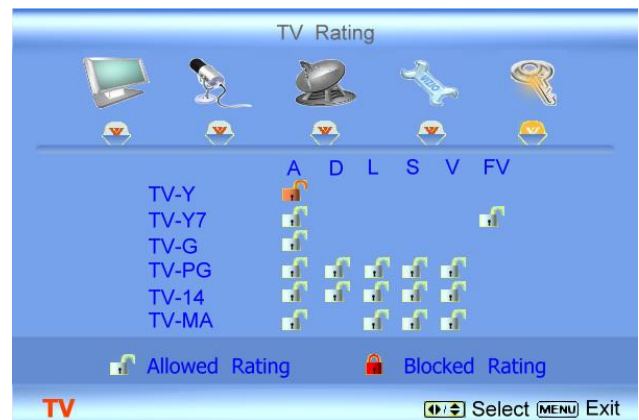 TV Rating
VIZIO
A D L S V FV
TV-Y
TV-Y7
TV-G
TV-PG
TV-14
TV-MA
Allowed Rating
Blocked Rating
TV
Select MENU Exit